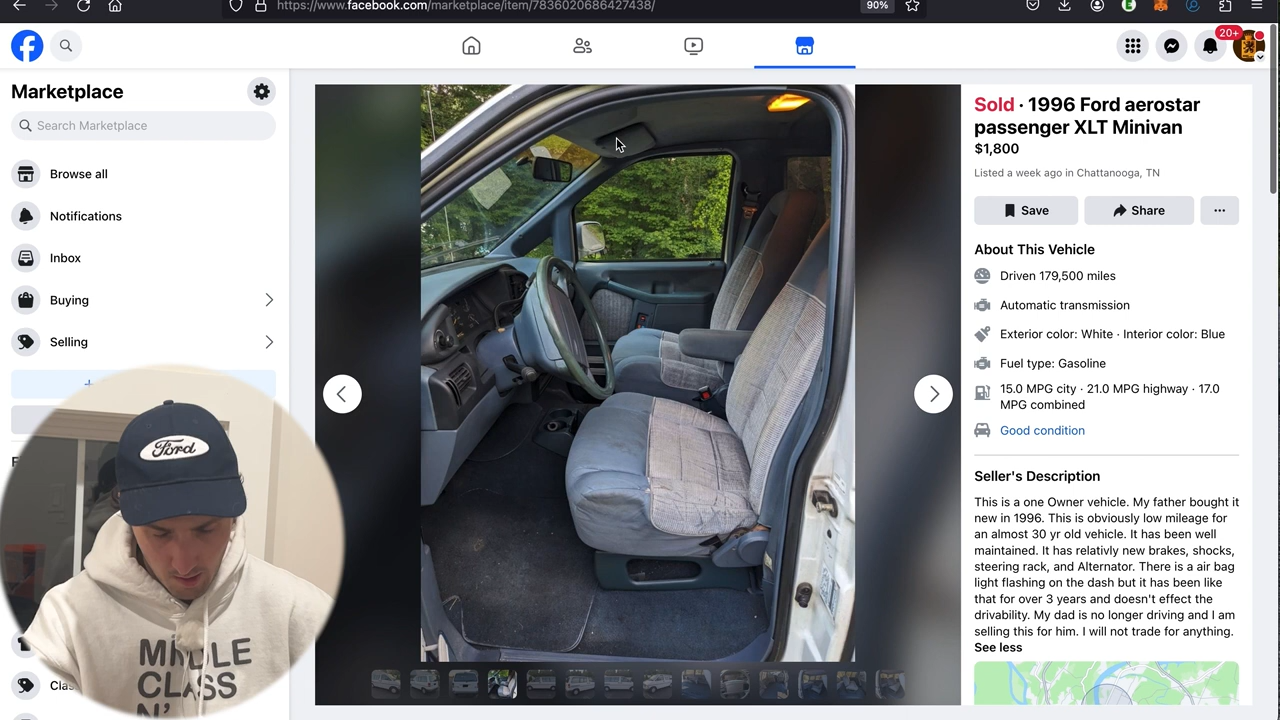 https://www.facebook.com/marketplace/item/7836020686427438/
90%
20+
Marketplace
Search Marketplace
Browse all
Notifications
Inbox
Buying
Selling
Sold · 1996 Ford aerostar
passenger XLT Minivan
$1,800
Listed a week ago in Chattanooga, TN
Save
Share
About This Vehicle
Driven 179,500 miles
Automatic transmission
Exterior color: White · Interior color: Blue
Fuel type: Gasoline
15.0 MPG city · 21.0 MPG highway · 17.0
MPG combined
Good condition
Seller's Description
This is a one Owner vehicle. My father bought it
new in 1996. This is obviously low mileage for
an almost 30 yr old vehicle. It has been well
maintained. It has relativly new brakes, shocks,
steering rack, and Alternator. There is a air bag
light flashing on the dash but it has been like
that for over 3 years and doesn't effect the
drivability. My dad is no longer driving and I am
selling this for him. I will not trade for anything.
See less
Ford
MIDDLE
CLASS
N'
Clas